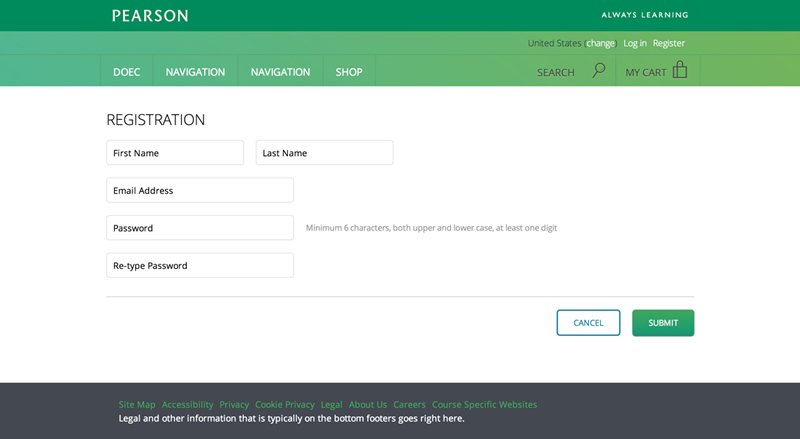 PEARSON ALWAYS LEARNING
United States (change) Log in Register
DOEC NAVIGATION NAVIGATION SHOP SEARCH MY CART
REGISTRATION
First Name Last Name
Email Address
Password Minimum 6 characters, both upper and lower case, at least one digit
Re-type Password
CANCEL SUBMIT
Site Map Accessibility Privacy Cookie Privacy Legal About Us Careers Course Specific Websites
Legal and other information that is typically on the bottom footers goes right here.